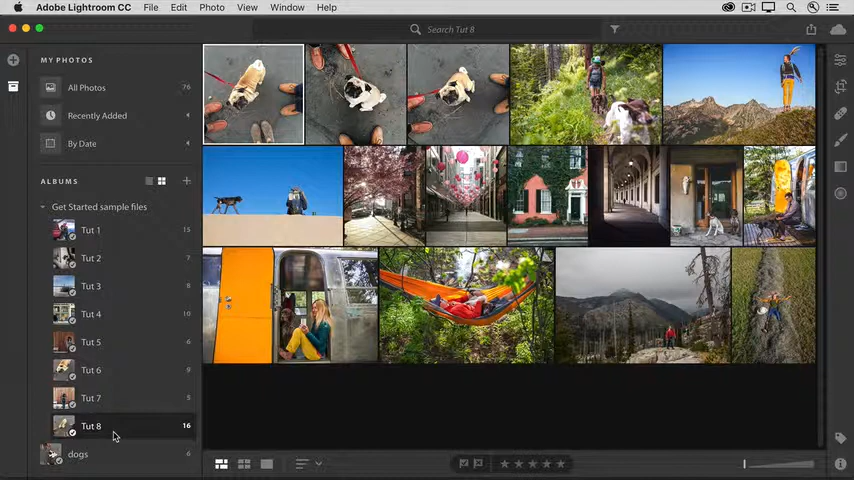 Adobe Lightroom CC File Edit Photo View Window Help
Search Tut 8
MY PHOTOS
All Photos 76
Recently Added
By Date
ALBUMS
Get Started sample files
Tut 1 15
Tut 2 7
Tut 3 8
Tut 4 10
Tut 5 6
Tut 6 9
Tut 7 5
Tut 8 16
dogs 6